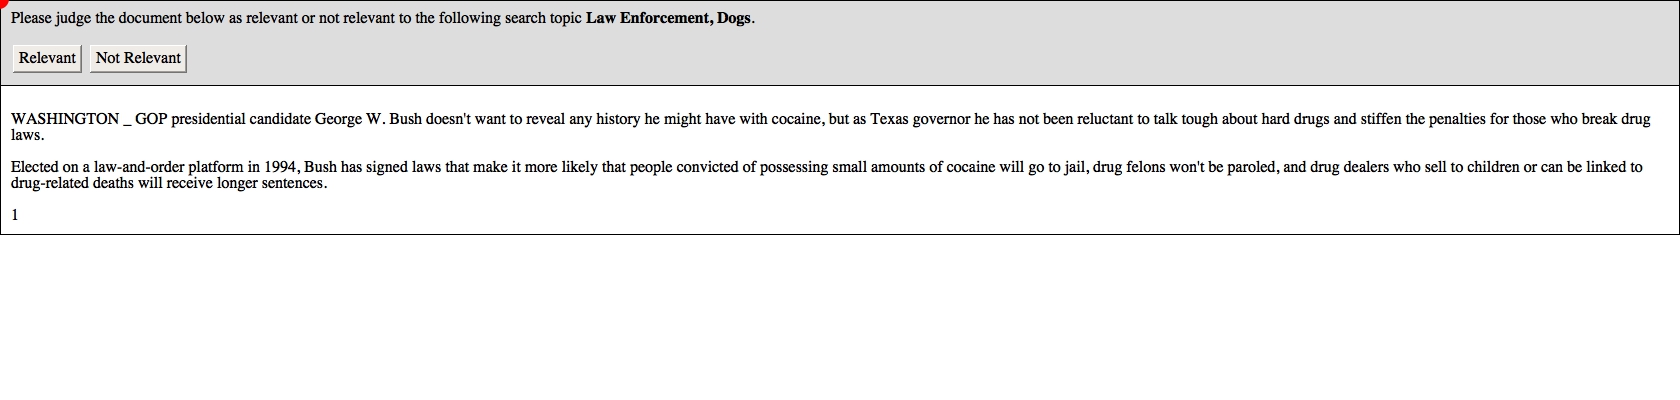 Please judge the document below as relevant or not relevant to the following search topic Law Enforcement, Dogs.
Relevant Not Relevant
WASHINGTON _ GOP presidential candidate George W. Bush doesn't want to reveal any history he might have with cocaine, but as Texas governor he has not been reluctant to talk tough about hard drugs and stiffen the penalties for those who break drug
laws.
Elected on a law-and-order platform in 1994, Bush has signed laws that make it more likely that people convicted of possessing small amounts of cocaine will go to jail, drug felons won't be paroled, and drug dealers who sell to children or can be linked to
drug-related deaths will receive longer sentences.
1